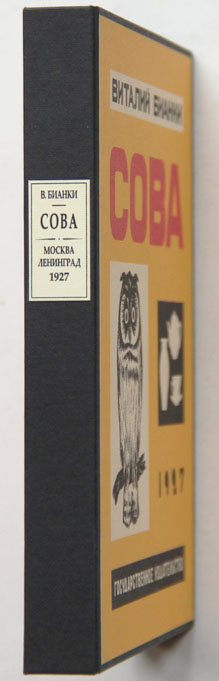 В. БИАНКИ
СОВА
МОСКВА
ЛЕНИНГРАД
1927
ВИТАЛИЙ БИАНКИ
СОВА
1927
ГОСУДАРСТВЕННОЕ ИЗДАТЕЛЬСТВО